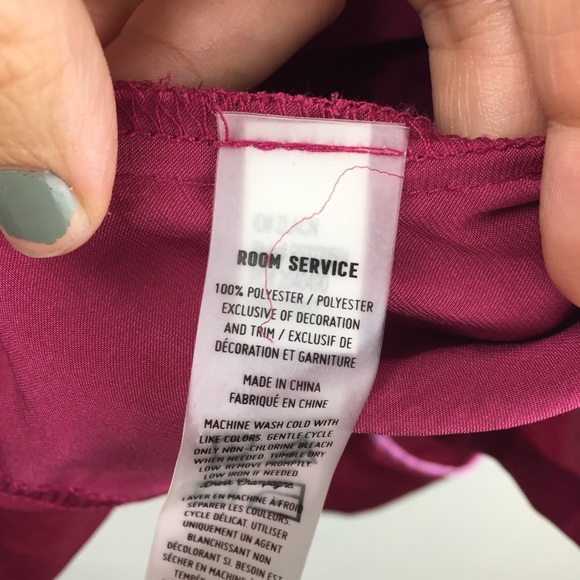 ROOM SERVICE
100% POLYESTER / POLYESTER
EXCLUSIVE OF DECORATION
AND TRIM / EXCLUSIF DE
DÉCORATION ET GARNITURE
MADE IN CHINA
FABRIQUÉ EN CHINE
MACHINE WASH COLD WITH
LIKE COLORS. GENTLE CYCLE
ONLY NON-CHLORINE BLEACH
WHEN NEEDED. TUMBLE DRY
LOW. REMOVE PROMPTLY.
LOW IRON IF NEEDED.
LAVER EN MACHINE À FROID
SÉPARER LES COULEURS.
CYCLE DÉLICAT. UTILISER
UNIQUEMENT UN AGENT
BLANCHISSANT NON
DÉCOLORANT SI BESOIN EST
SÉCHER EN MACHINE